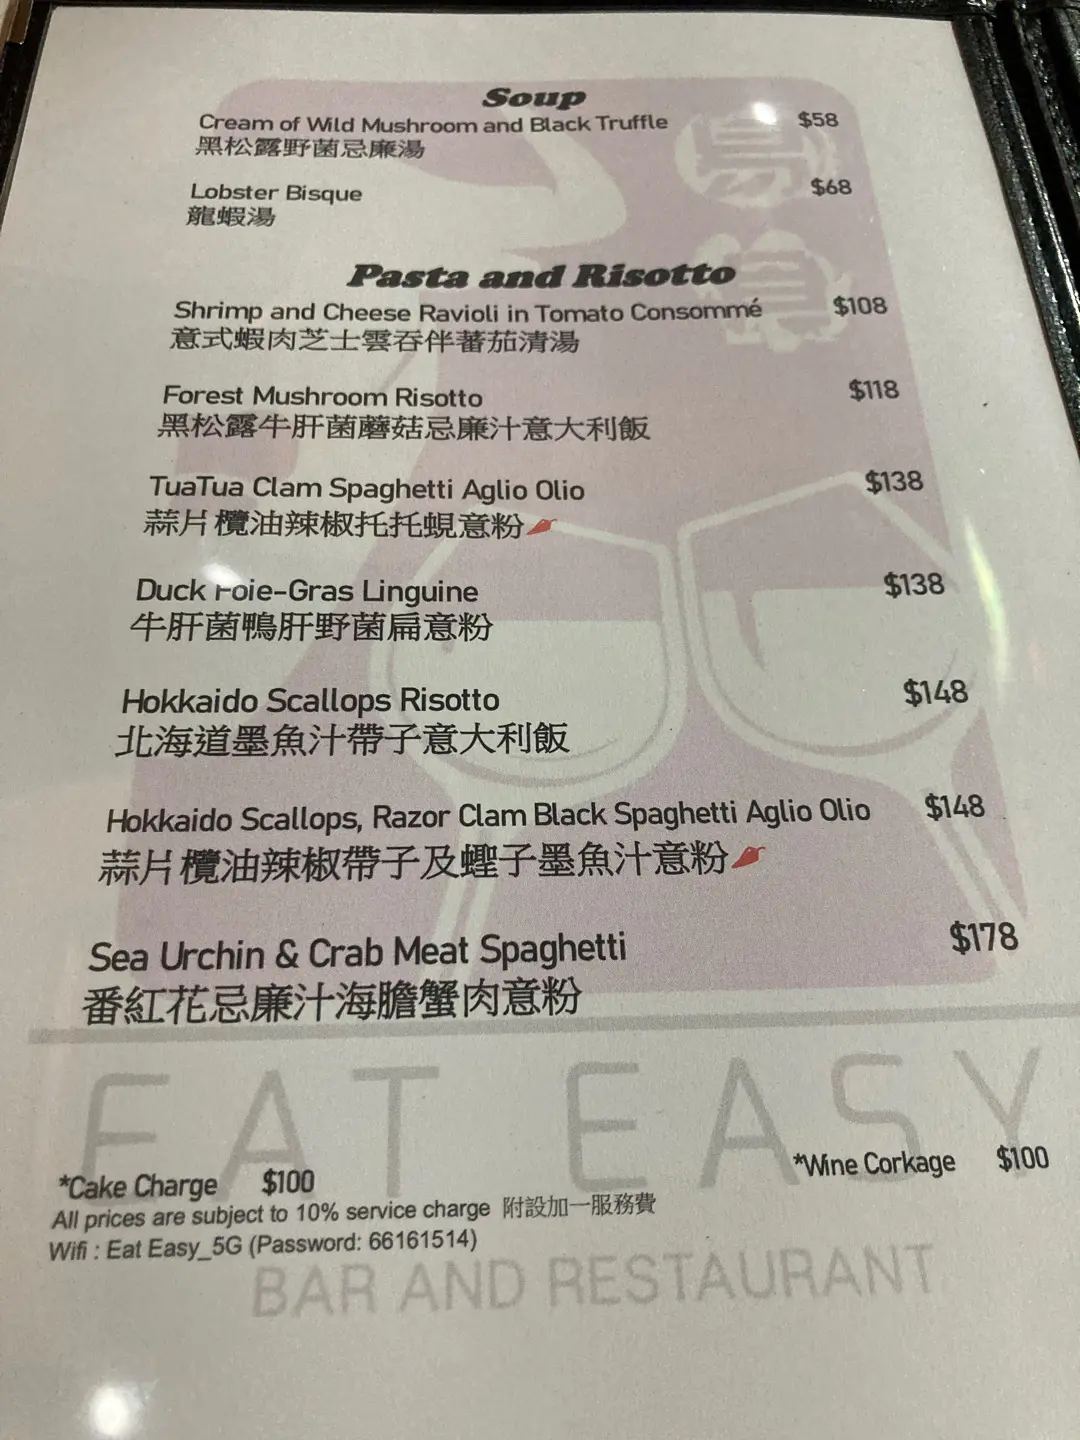 Soup
Cream of Wild Mushroom and Black Truffle $58
黑松露野菌忌廉湯
Lobster Bisque $68
龍蝦湯
Pasta and Risotto
Shrimp and Cheese Ravioli in Tomato Consommé $108
意式蝦肉芝士雲吞伴蕃茄清湯
Forest Mushroom Risotto $118
黑松露牛肝菌蘑菇忌廉汁意大利飯
TuaTua Clam Spaghetti Aglio Olio $138
蒜片欖油辣椒托托蜆意粉
Duck Foie-Gras Linguine $138
牛肝菌鴨肝野菌扁意粉
Hokkaido Scallops Risotto $148
北海道墨魚汁帶子意大利飯
Hokkaido Scallops, Razor Clam Black Spaghetti Aglio Olio $148
蒜片欖油辣椒帶子及蟶子墨魚汁意粉
Sea Urchin & Crab Meat Spaghetti $178
番紅花忌廉汁海膽蟹肉意粉
EAT EASY
*Cake Charge $100 *Wine Corkage $100
All prices are subject to 10% service charge 附設加一服務費
Wifi : Eat Easy_5G (Password: 66161514)
BAR AND RESTAURANT